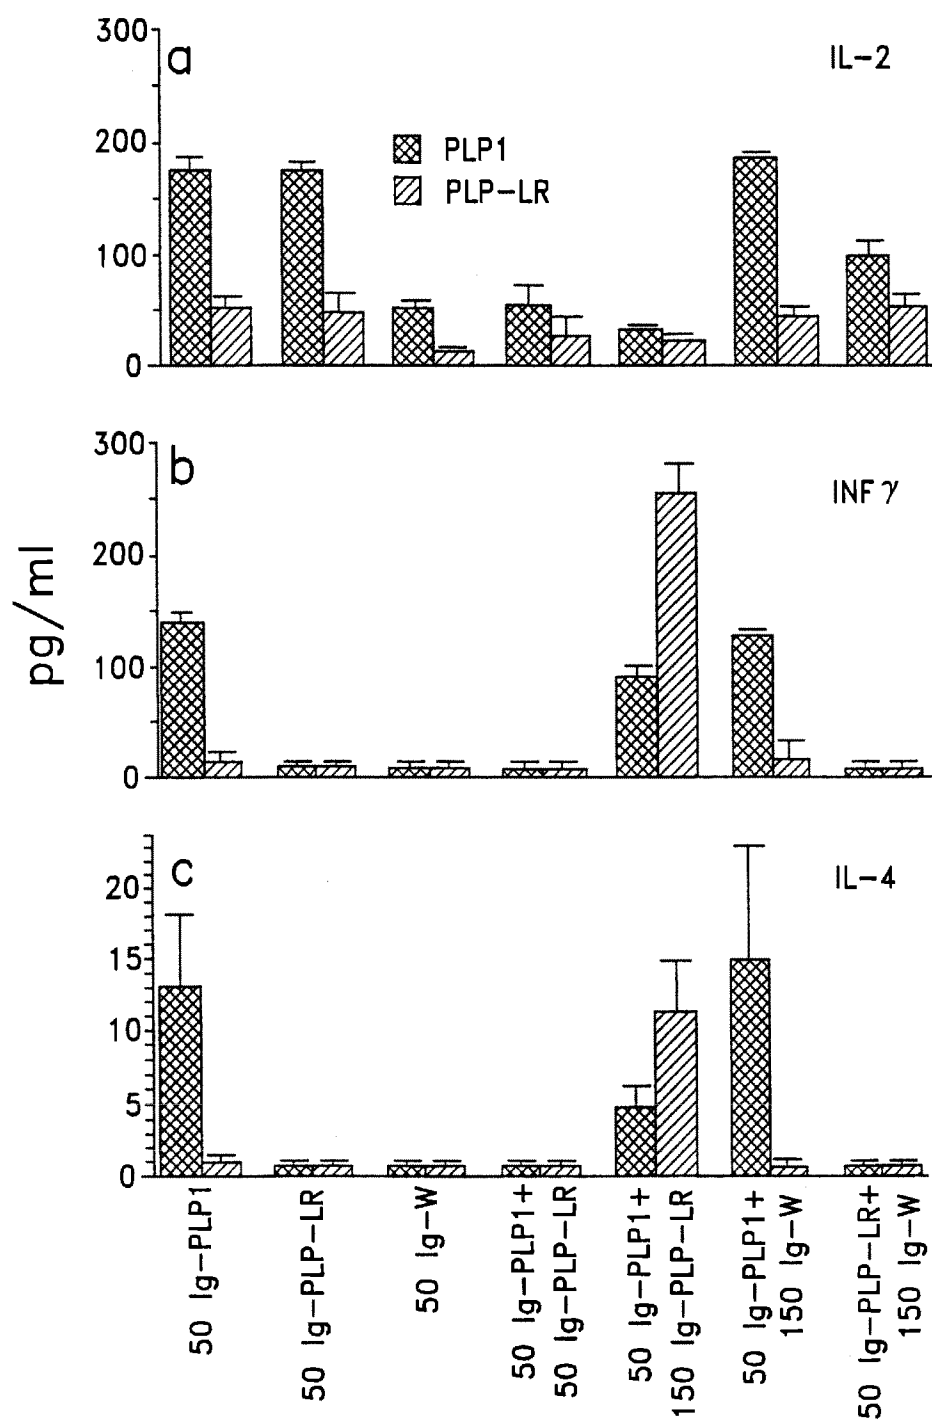 300
a
IL-2
200
PLP1
PLP-LR
100
0
300
b
INF γ
200
pg/ml
100
0
c
IL-4
20
15
10
5
0
50 Ig-PLP1
50 Ig-PLP-LR
50 Ig-W
50 Ig-PLP1+
50 Ig-PLP-LR
50 Ig-PLP1+
150 Ig-PLP-LR
50 Ig-PLP1+
150 Ig-W
50 Ig-PLP-LR+
150 Ig-W